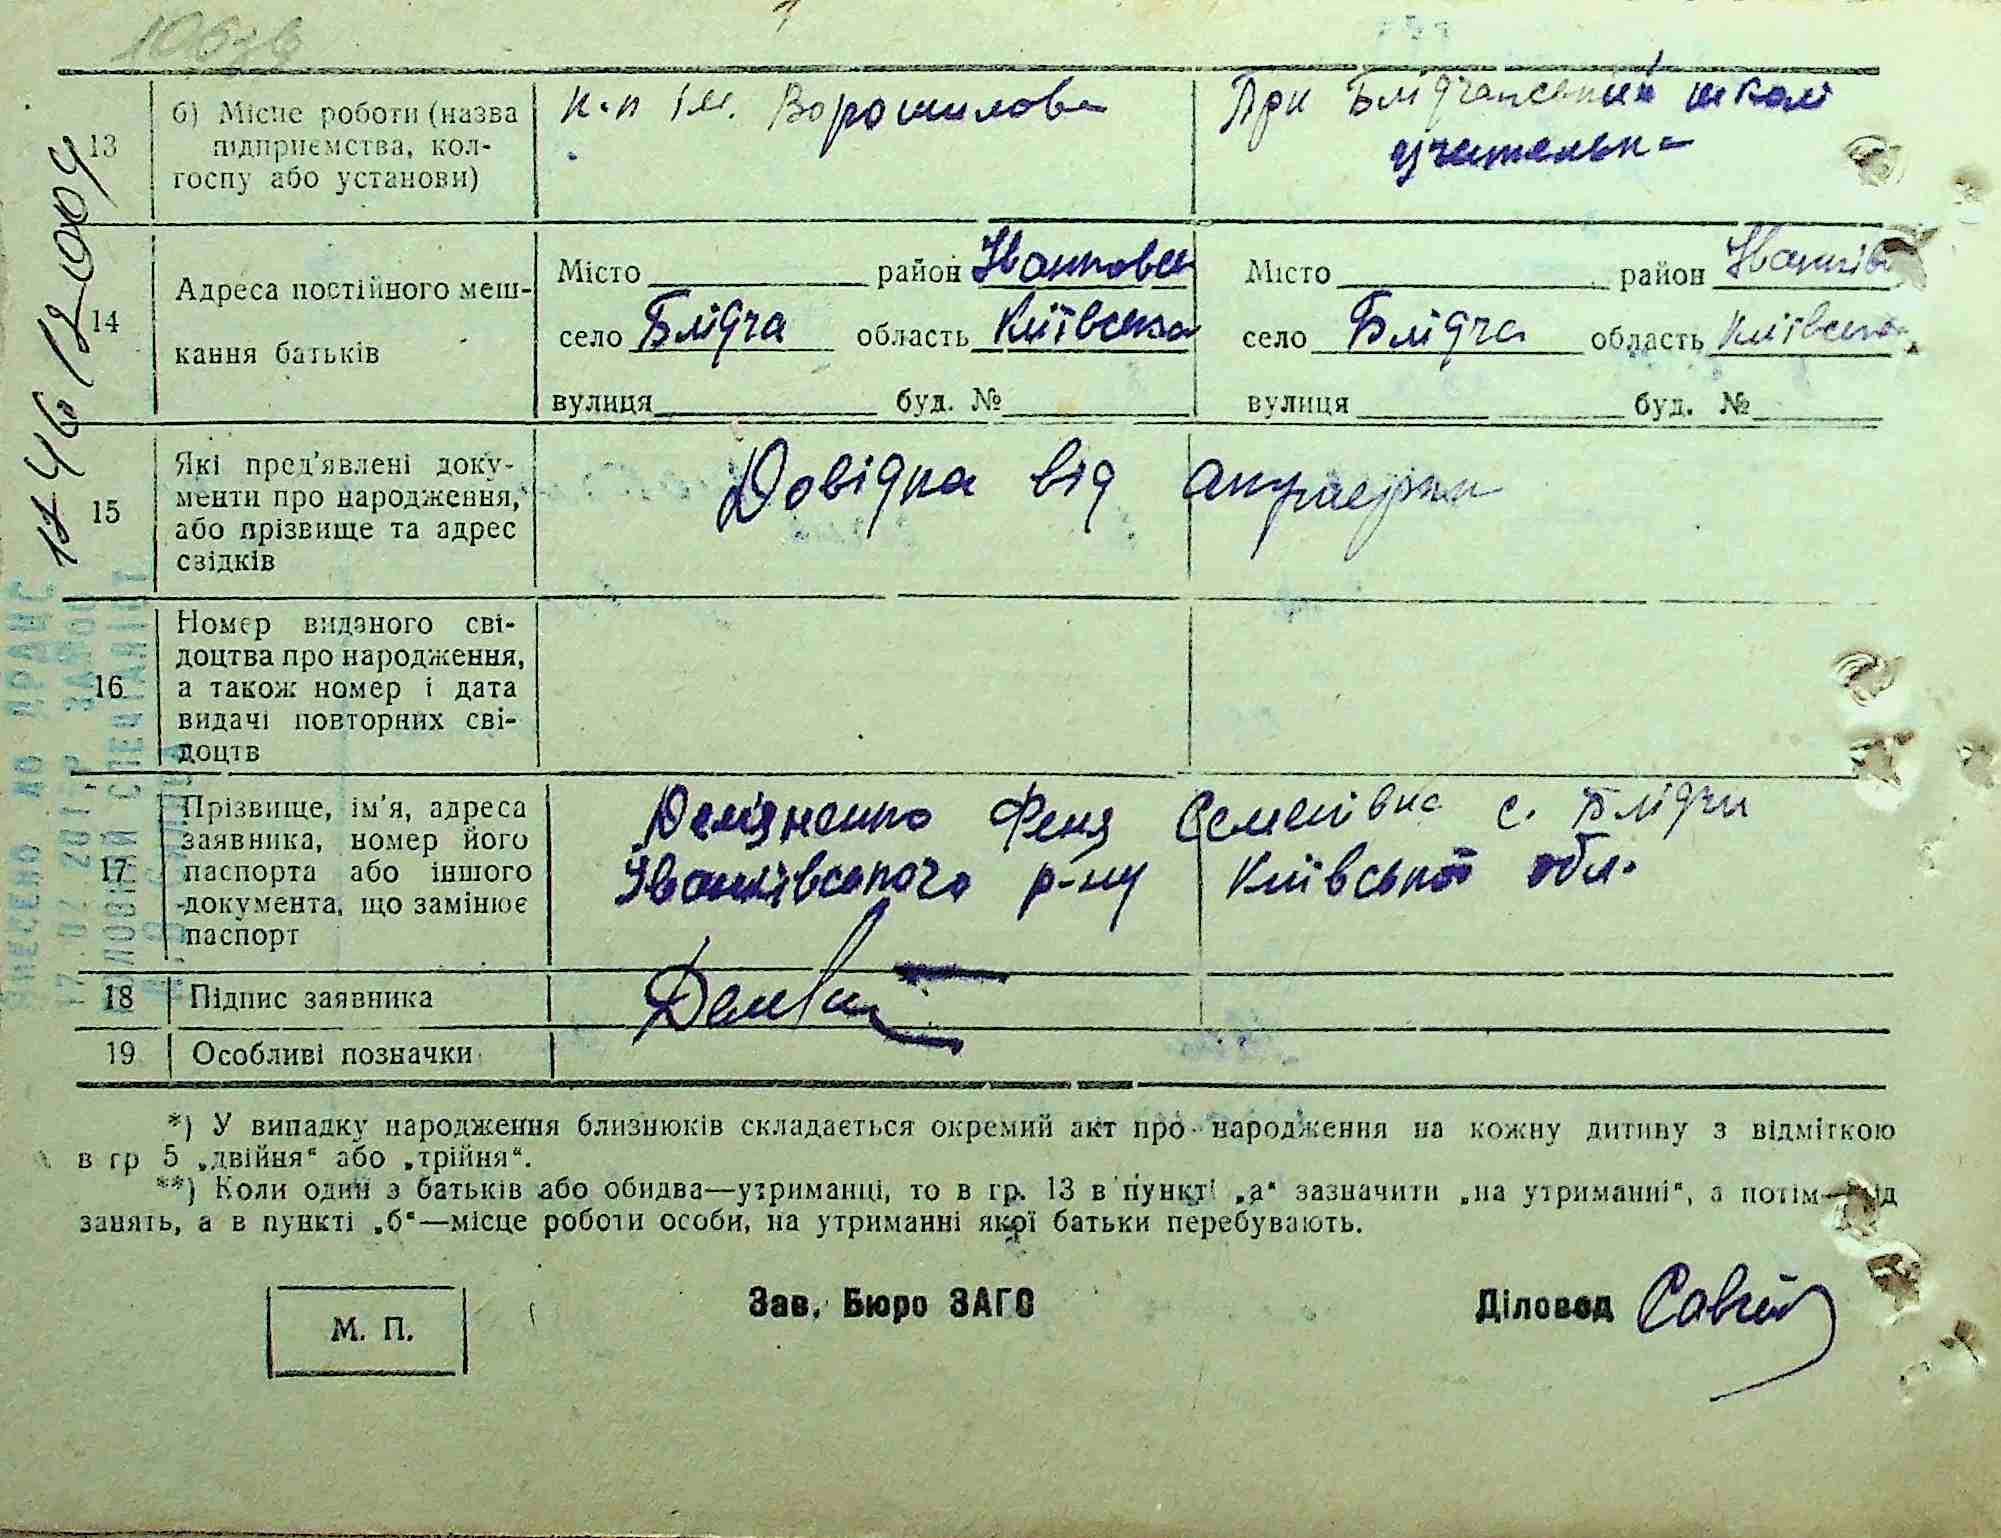 13 б) Місце роботи (назва підприємства, колгоспу або установи)
к-п ім. Ворошилова
При Блідчанській школі
учителька
14 Адреса постійного мешкання батьків
Місто район Іванковськ
село Блідча область Київська
вулиця буд. №
Місто район Іванків
село Блідча область Київська
вулиця буд. №
15 Які пред'явлені документи про народження, або прізвище та адрес свідків
Довідка від акушерки
16 Номер виданого свідоцтва про народження, а також номер і дата видачі повторних свідоцтв
17 Прізвище, ім'я, адреса заявника, номер його паспорта або іншого документа, що замінює паспорт
Дем'яненко Феня Семенівна с. Блідча
Іванківського р-ну Київської обл.
18 Підпис заявника
19 Особливі позначки
*) У випадку народження близнюків складається окремий акт про народження на кожну дитину з відміткою
в гр 5 „двійня“ або „трійня“.
**) Коли один з батьків або обидва—утриманці, то в гр. 13 в пункті „а“ зазначити „на утриманні“, а потім—від
занять, а в пункті „б“—місце роботи особи, на утриманні якої батьки перебувають.
М. П.
Зав. Бюро ЗАГС
Діловод